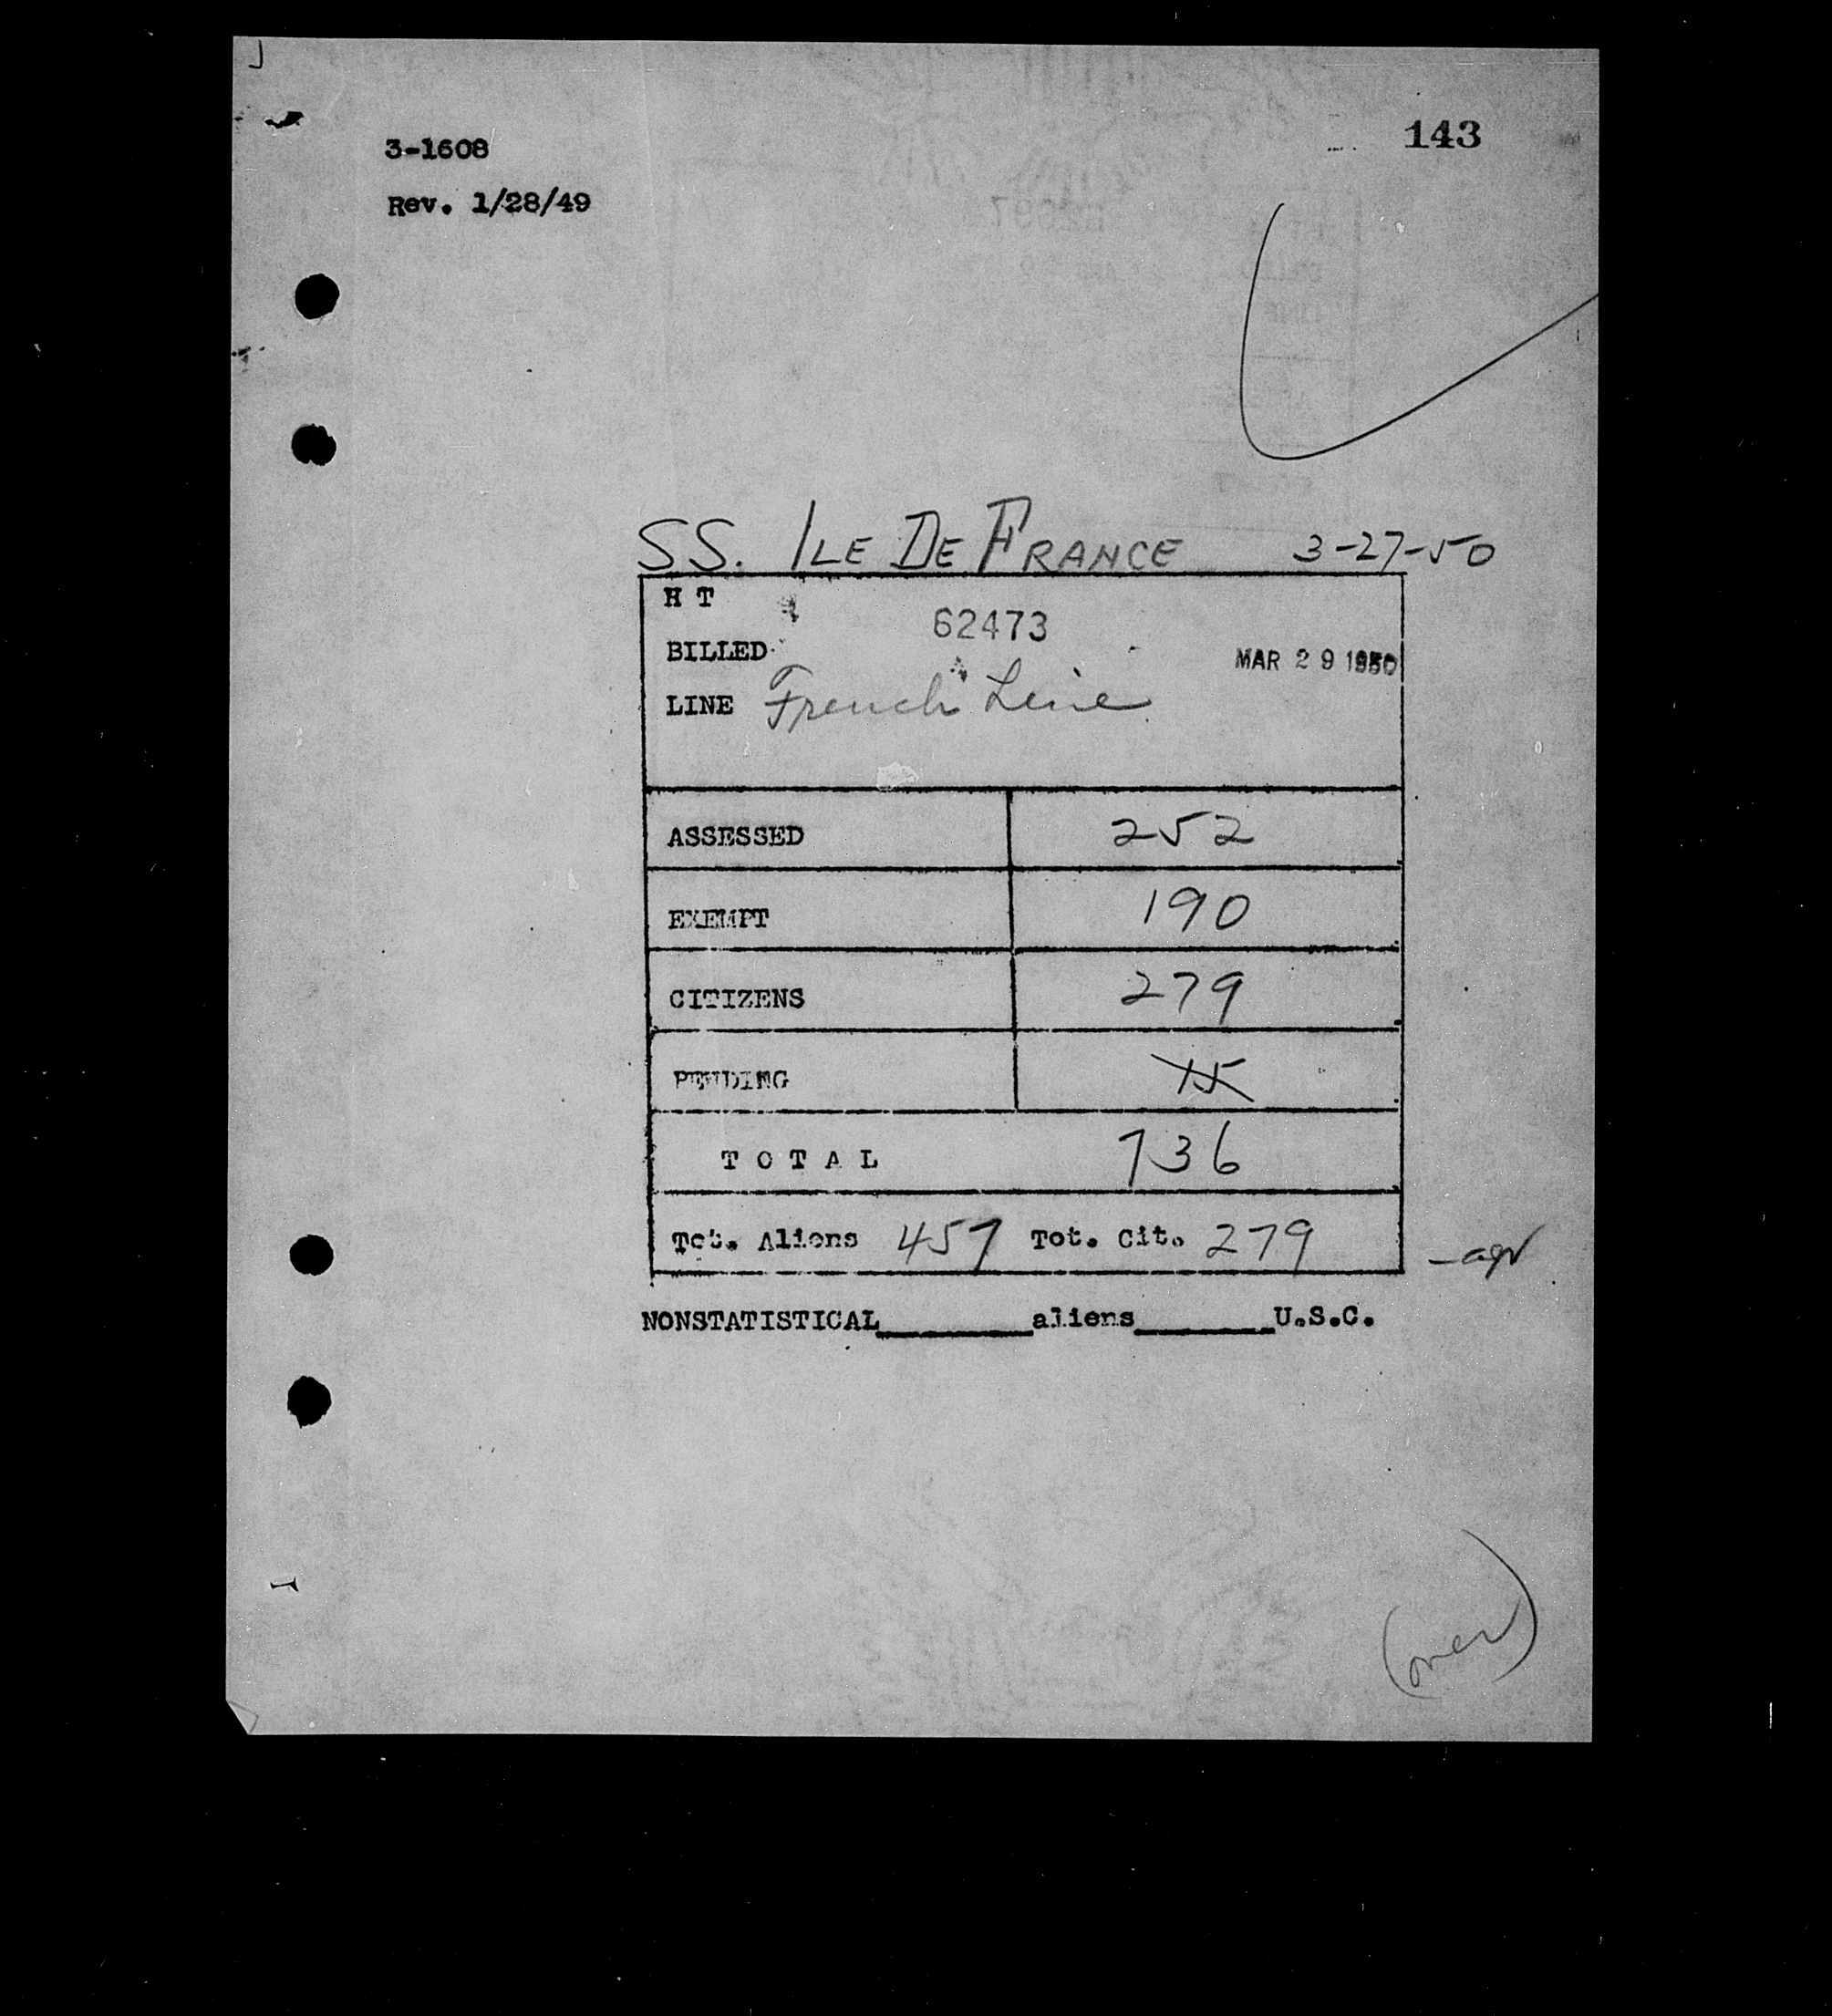 143
3-1608
Rev. 1/28/49
SS. ILE DE FRANCE 3-27-50
H T
62473
BILLED MAR 29 1950
LINE French Line
ASSESSED 252
EXEMPT 190
CITIZENS 279
PENDING 15
TOTAL 736
Tot. Aliens 457 Tot. Cit. 279
NONSTATISTICAL________aliens_______U.S.C.
(over)